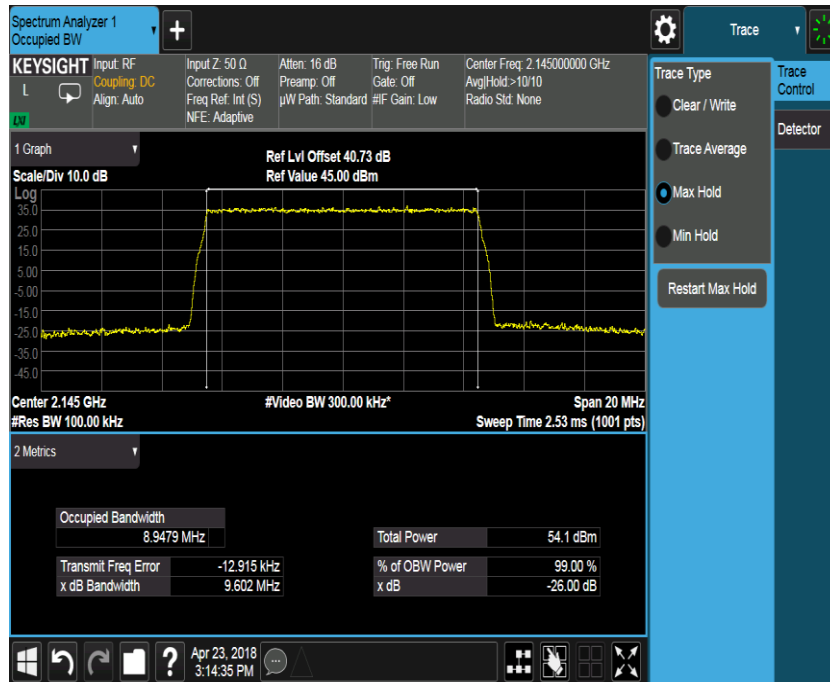 Spectrum Analyzer 1
Occupied BW
+
Trace
KEYSIGHT
L
LXI
Input: RF
Coupling: DC
Align: Auto
Input Z: 50 Ω
Corrections: Off
Freq Ref: Int (S)
NFE: Adaptive
Atten: 16 dB
Preamp: Off
µW Path: Standard
Trig: Free Run
Gate: Off
#IF Gain: Low
Center Freq: 2.145000000 GHz
Avg|Hold:>10/10
Radio Std: None
1 Graph
Scale/Div 10.0 dB
Ref Lvl Offset 40.73 dB
Ref Value 45.00 dBm
Log
35.0
25.0
15.0
5.00
-5.00
-15.0
-25.0
-35.0
-45.0
Center 2.145 GHz
#Video BW 300.00 kHz*
Span 20 MHz
#Res BW 100.00 kHz
Sweep Time 2.53 ms (1001 pts)
2 Metrics
Occupied Bandwidth
8.9479 MHz
Total Power 54.1 dBm
Transmit Freq Error -12.915 kHz
% of OBW Power 99.00 %
x dB Bandwidth 9.602 MHz
x dB -26.00 dB
?
Apr 23, 2018
3:14:35 PM
Trace Type
Clear / Write
Trace Average
Max Hold
Min Hold
Restart Max Hold
Trace
Control
Detector